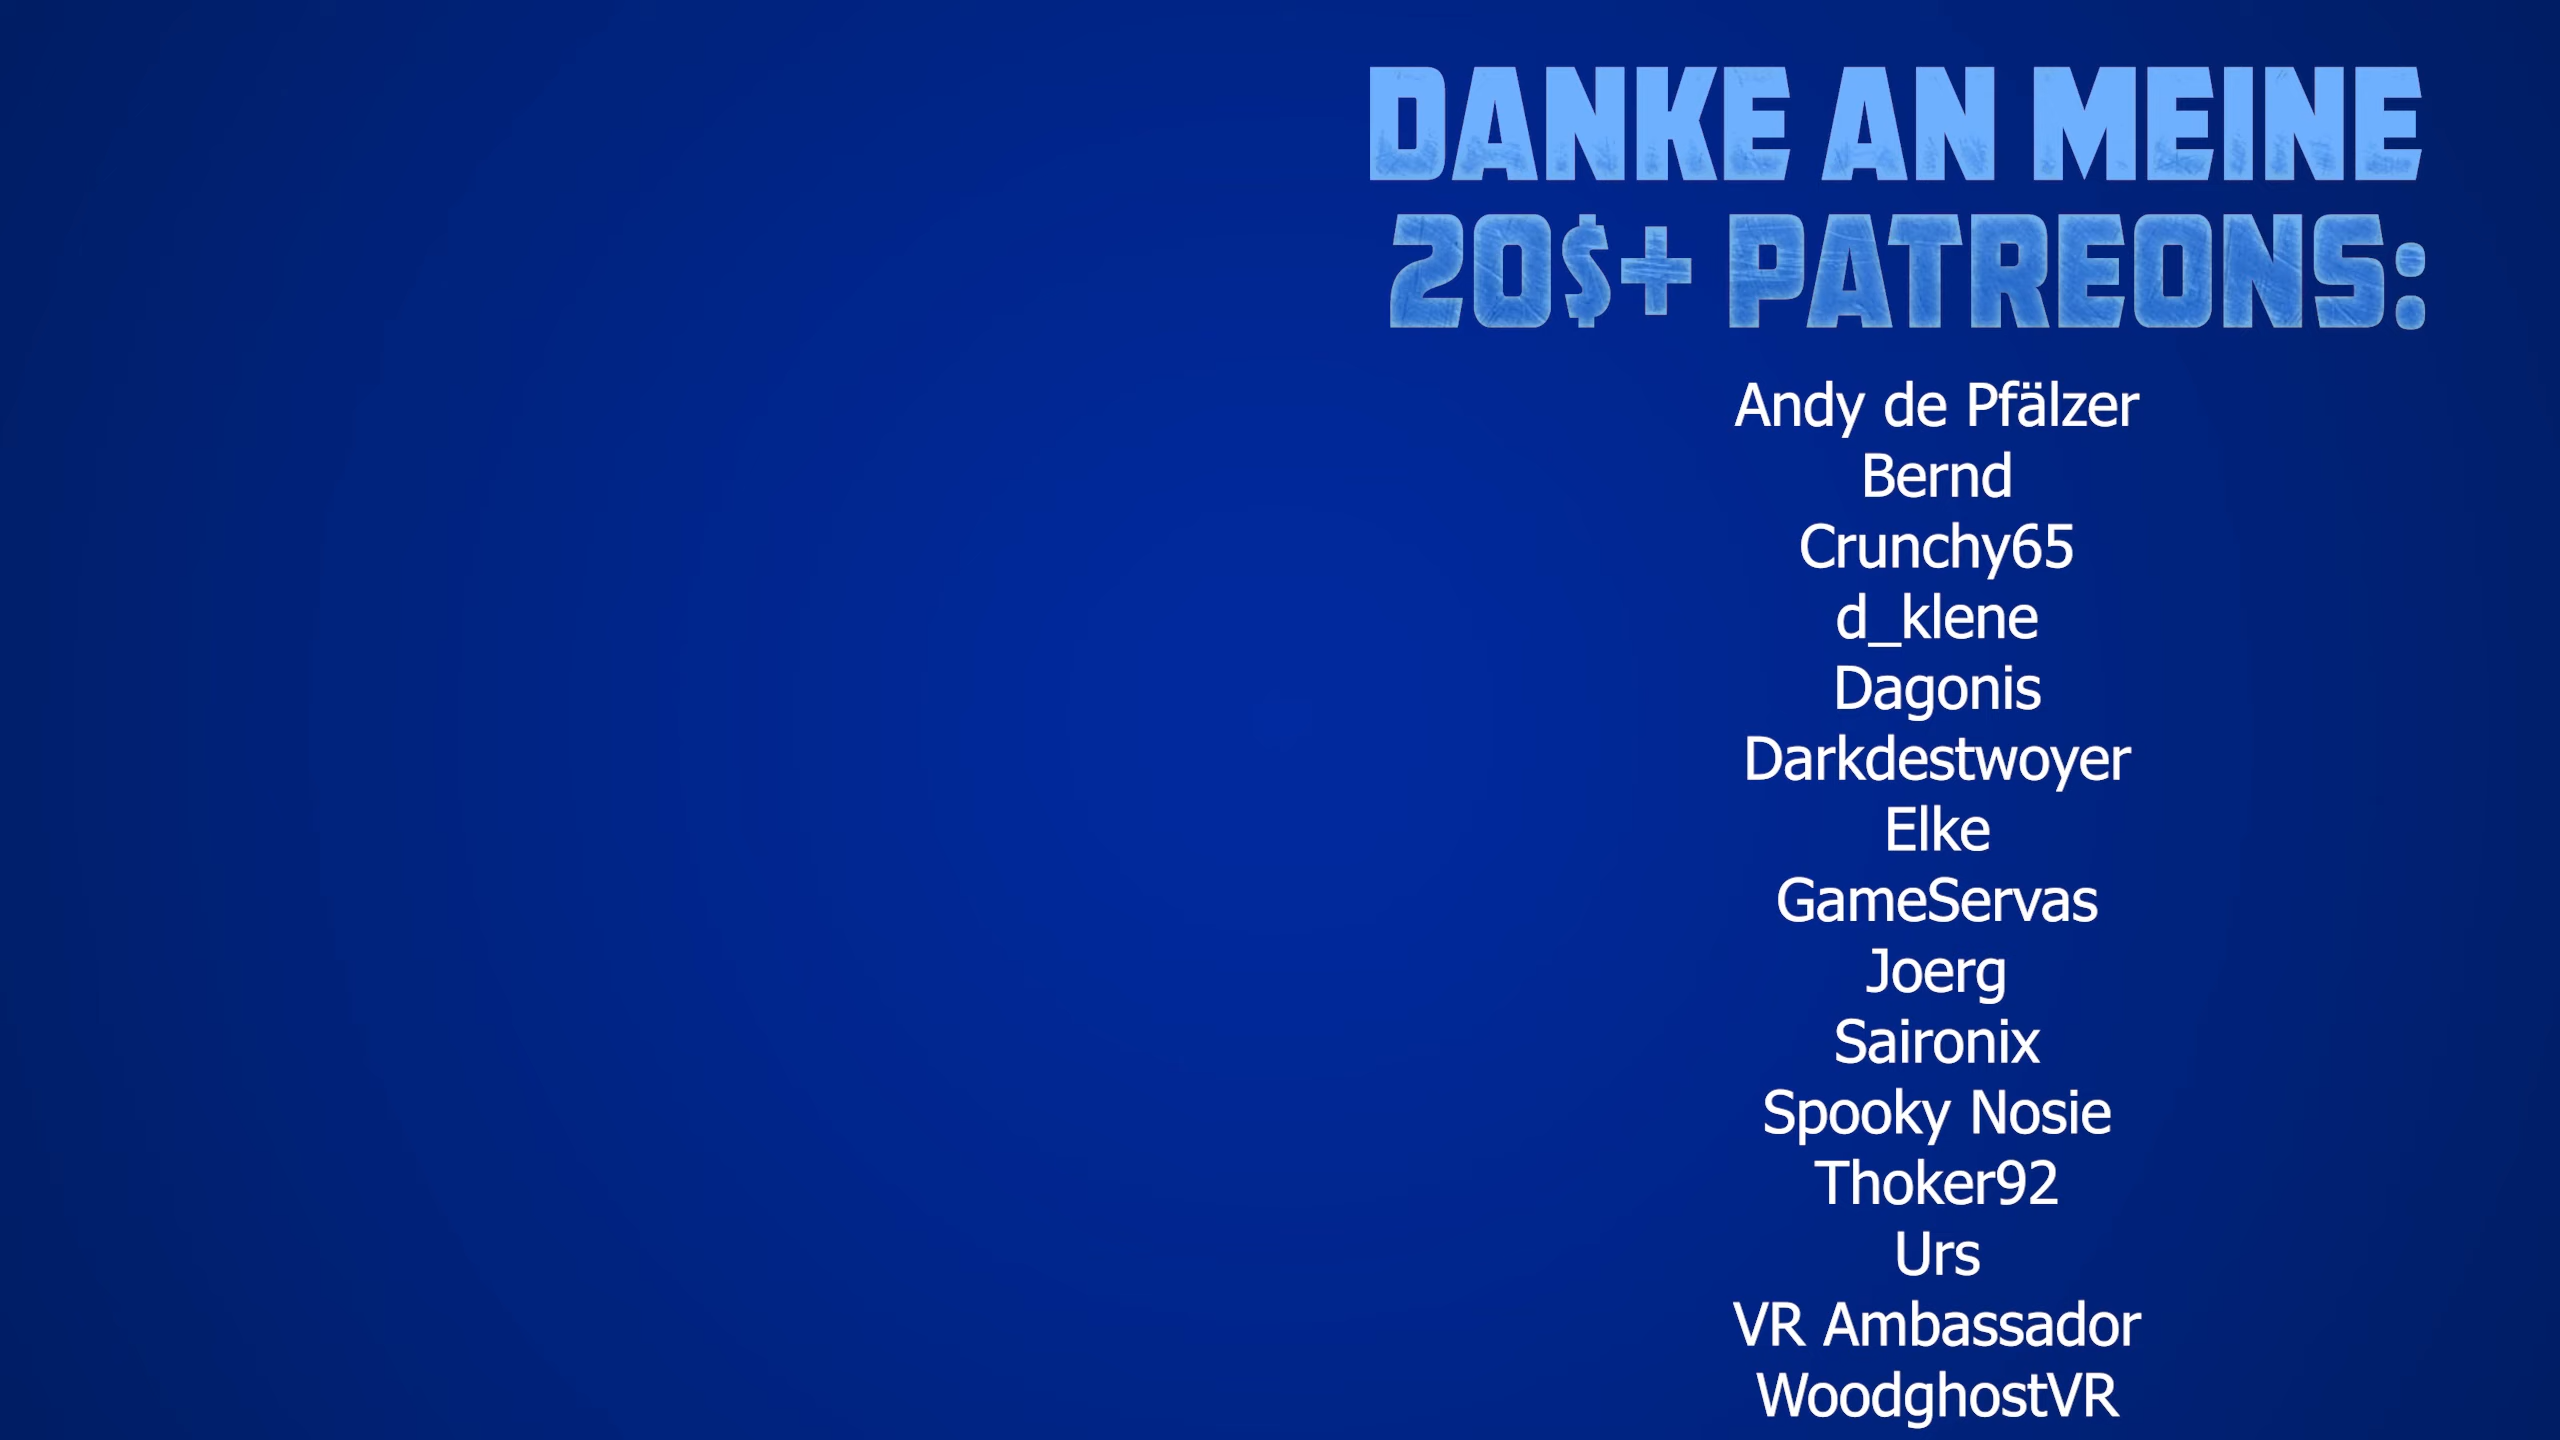 DANKE AN MEINE
20$+ PATREONS:
Andy de Pfälzer
Bernd
Crunchy65
d_klene
Dagonis
Darkdestwoyer
Elke
GameServas
Joerg
Saironix
Spooky Nosie
Thoker92
Urs
VR Ambassador
WoodghostVR